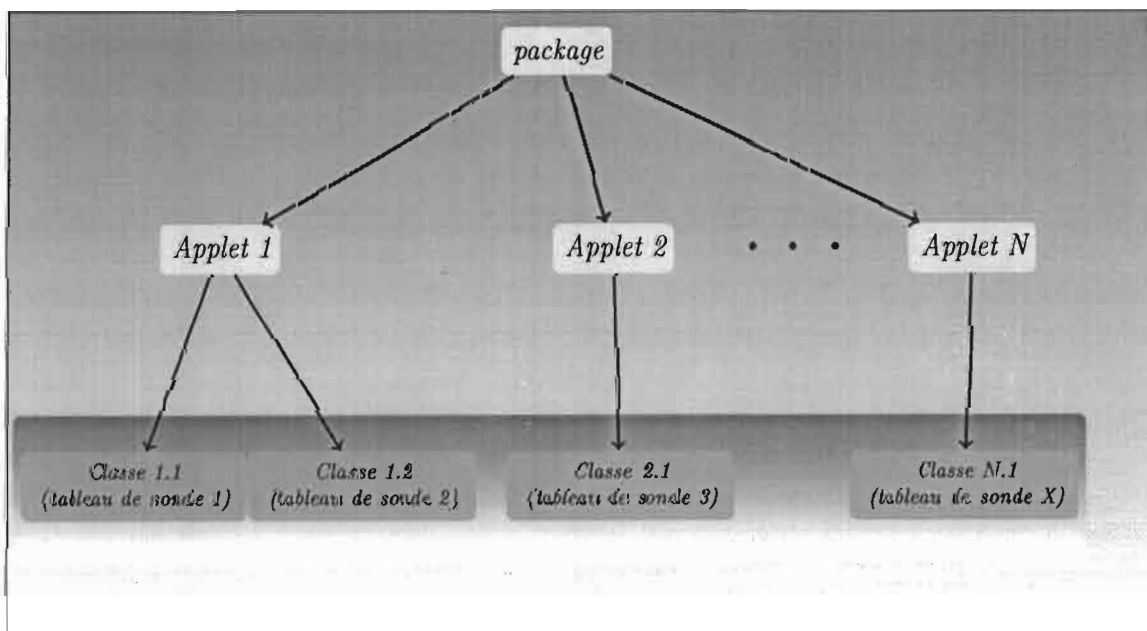 package
Applet 1
Applet 2
. . .
Applet N
Classe 1.1
(tableau de sonde 1)
Classe 1.2
(tableau de sonde 2)
Classe 2.1
(tableau de sonde 3)
Classe N.1
(tableau de sonde X)